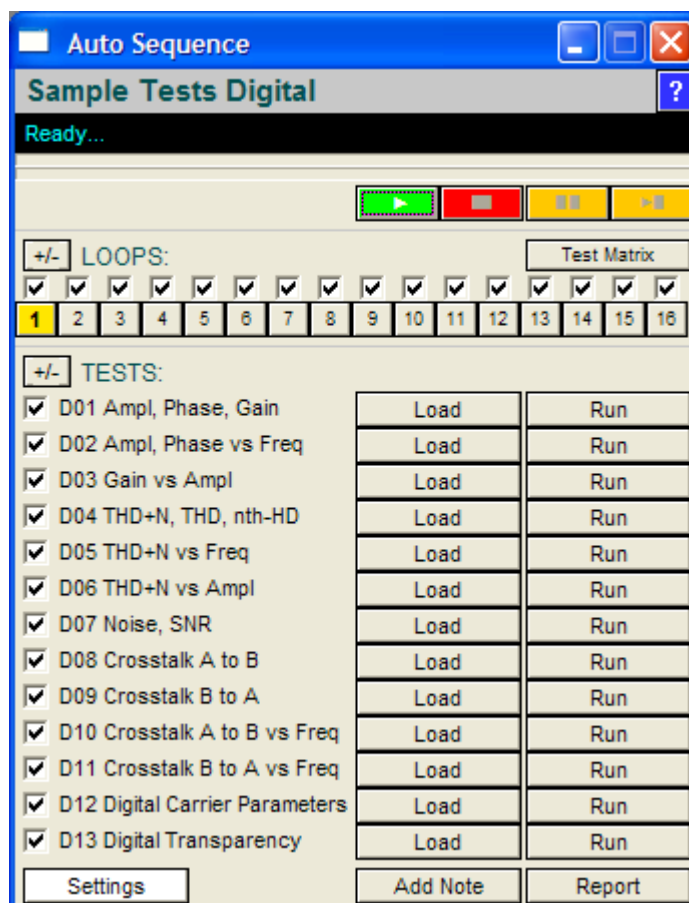 Auto Sequence
Sample Tests Digital ?
Ready...
+/- LOOPS: Test Matrix
1 2 3 4 5 6 7 8 9 10 11 12 13 14 15 16
+/- TESTS:
D01 Ampl, Phase, Gain Load Run
D02 Ampl, Phase vs Freq Load Run
D03 Gain vs Ampl Load Run
D04 THD+N, THD, nth-HD Load Run
D05 THD+N vs Freq Load Run
D06 THD+N vs Ampl Load Run
D07 Noise, SNR Load Run
D08 Crosstalk A to B Load Run
D09 Crosstalk B to A Load Run
D10 Crosstalk A to B vs Freq Load Run
D11 Crosstalk B to A vs Freq Load Run
D12 Digital Carrier Parameters Load Run
D13 Digital Transparency Load Run
Settings Add Note Report